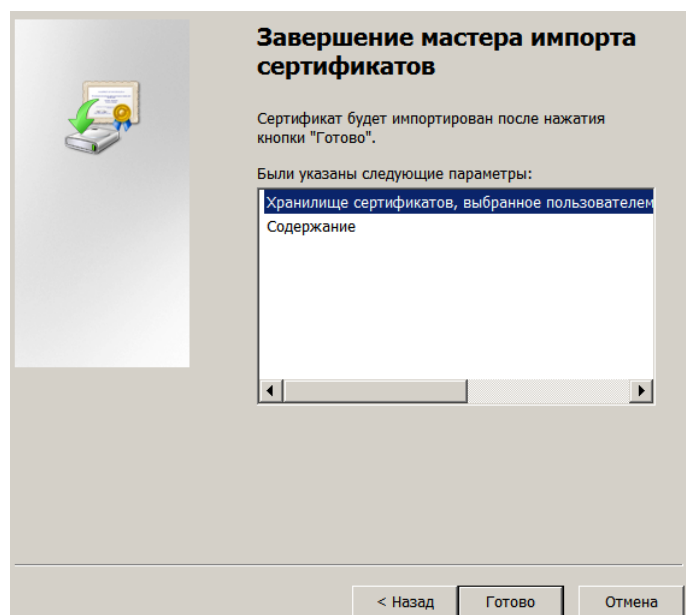 Завершение мастера импорта
сертификатов
Сертификат будет импортирован после нажатия
кнопки "Готово".
Были указаны следующие параметры:
Хранилище сертификатов, выбранное пользователем
Содержание
< Назад
Готово
Отмена